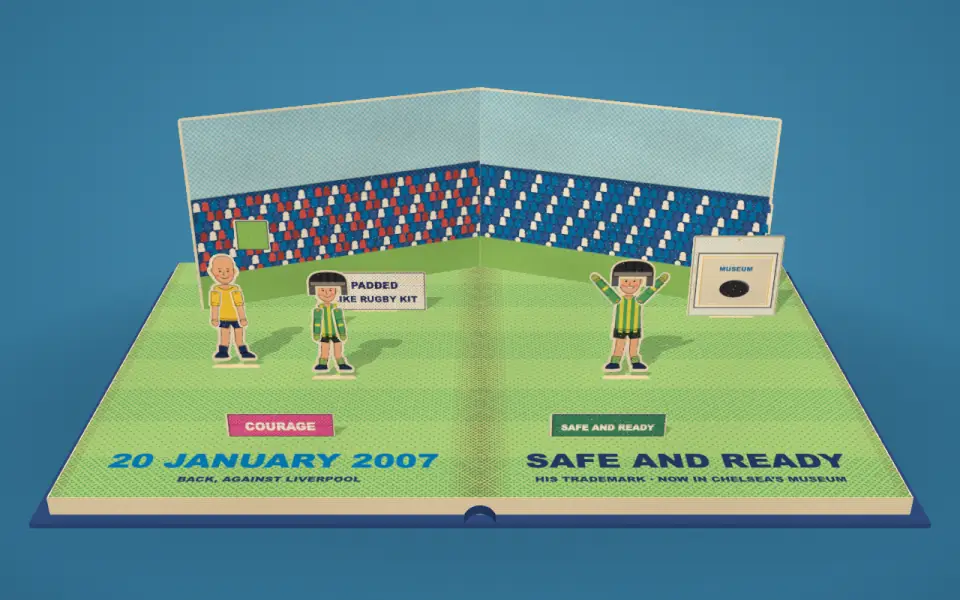 PADDED
IKE RUGBY KIT
MUSEUM
COURAGE
SAFE AND READY
20 JANUARY 2007
BACK, AGAINST LIVERPOOL
SAFE AND READY
HIS TRADEMARK · NOW IN CHELSEA'S MUSEUM